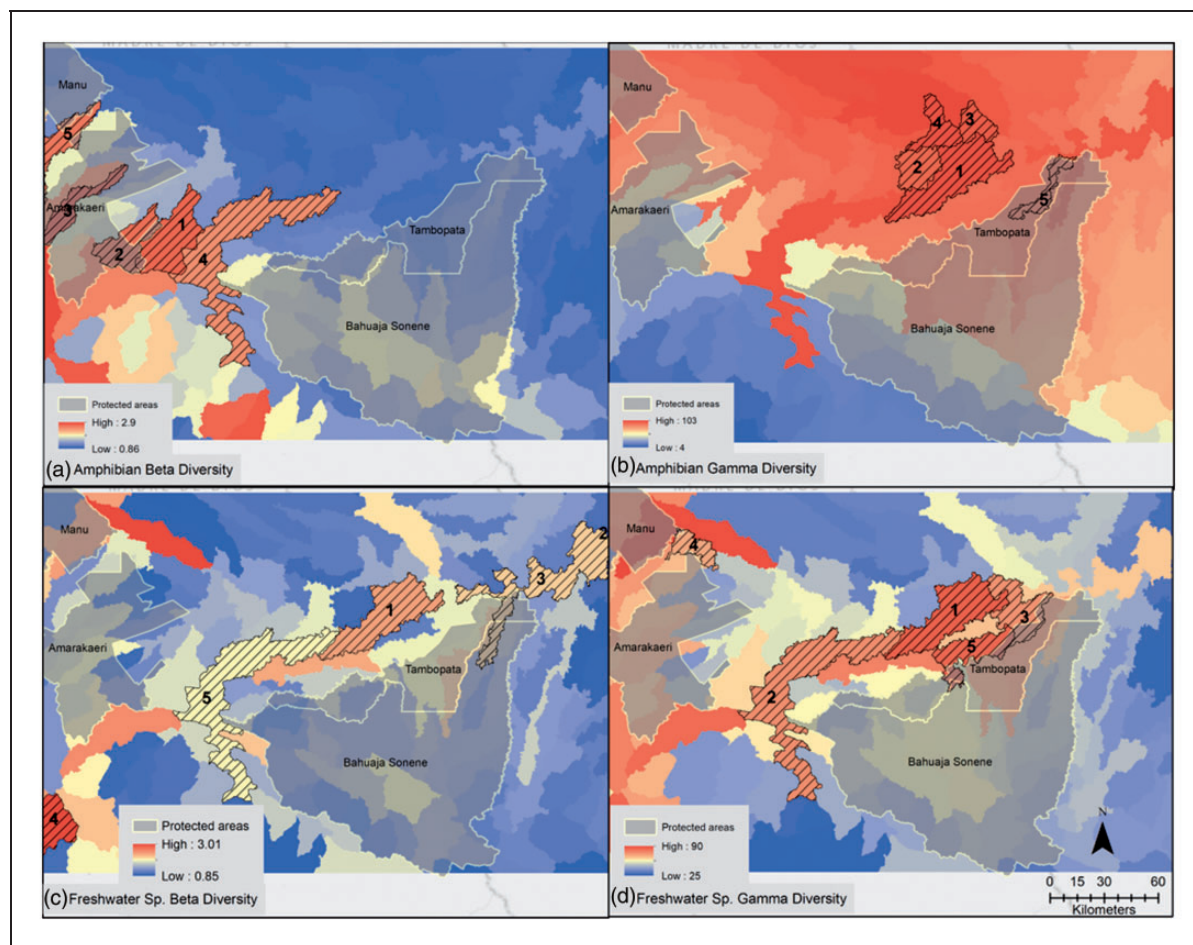 MADRE DE DIOS
Manu
5
Amarakaeri
3
1
2
4
Tambopata
Bahuaja Sonene
Protected areas
High : 2.9
Low : 0.86
(a) Amphibian Beta Diversity
Manu
4
3
2
1
Amarakaeri
5
Tambopata
Bahuaja Sonene
Protected areas
High : 103
Low : 4
(b) Amphibian Gamma Diversity
Manu
2
3
1
Amarakaeri
Tambopata
5
Bahuaja Sonene
4
Protected areas
High : 3.01
Low : 0.85
(c) Freshwater Sp. Beta Diversity
Manu
4
1
3
Amarakaeri
5
Tambopata
2
Bahuaja Sonene
N
Protected areas
High : 90
Low : 25
0 15 30 60
Kilometers
(d) Freshwater Sp. Gamma Diversity